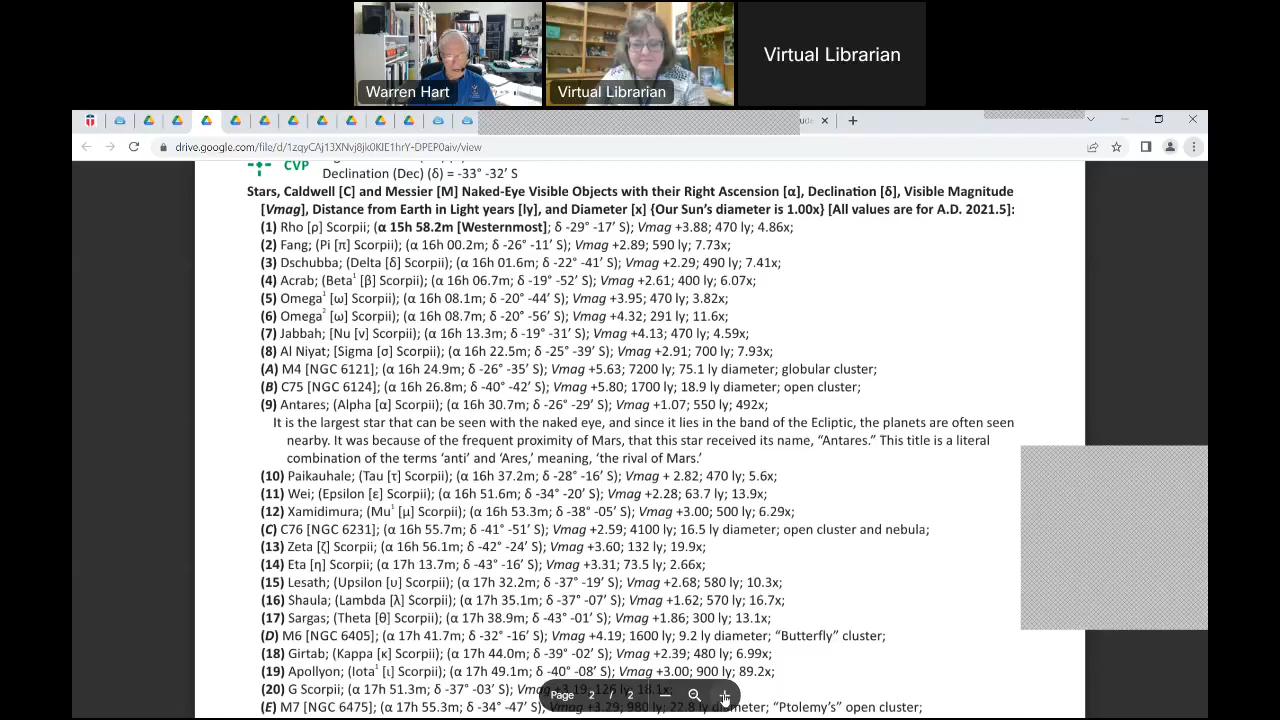 Virtual Librarian
Warren Hart
Virtual Librarian
drive.google.com/file/d/1zqyCAj13XNvj8jk0KIE1hrY-DPEP0aiv/view
CVP
Declination (Dec) (δ) = -33° -32’ S
Stars, Caldwell [C] and Messier [M] Naked-Eye Visible Objects with their Right Ascension [α], Declination [δ], Visible Magnitude
[Vmag], Distance from Earth in Light years [ly], and Diameter [x] {Our Sun’s diameter is 1.00x} [All values are for A.D. 2021.5]:
(1) Rho [ρ] Scorpii; (α 15h 58.2m [Westernmost]; δ -29° -17’ S); Vmag +3.88; 470 ly; 4.86x;
(2) Fang; (Pi [π] Scorpii); (α 16h 00.2m; δ -26° -11’ S); Vmag +2.89; 590 ly; 7.73x;
(3) Dschubba; (Delta [δ] Scorpii); (α 16h 01.6m; δ -22° -41’ S); Vmag +2.29; 490 ly; 7.41x;
(4) Acrab; (Beta¹ [β] Scorpii); (α 16h 06.7m; δ -19° -52’ S); Vmag +2.61; 400 ly; 6.07x;
(5) Omega¹ [ω] Scorpii; (α 16h 08.1m; δ -20° -44’ S); Vmag +3.95; 470 ly; 3.82x;
(6) Omega² [ω] Scorpii; (α 16h 08.7m; δ -20° -56’ S); Vmag +4.32; 291 ly; 11.6x;
(7) Jabbah; [Nu [ν] Scorpii); (α 16h 13.3m; δ -19° -31’ S); Vmag +4.13; 470 ly; 4.59x;
(8) Al Niyat; [Sigma [σ] Scorpii); (α 16h 22.5m; δ -25° -39’ S); Vmag +2.91; 700 ly; 7.93x;
(A) M4 [NGC 6121]; (α 16h 24.9m; δ -26° -35’ S); Vmag +5.63; 7200 ly; 75.1 ly diameter; globular cluster;
(B) C75 [NGC 6124]; (α 16h 26.8m; δ -40° -42’ S); Vmag +5.80; 1700 ly; 18.9 ly diameter; open cluster;
(9) Antares; (Alpha [α] Scorpii); (α 16h 30.7m; δ -26° -29’ S); Vmag +1.07; 550 ly; 492x;
It is the largest star that can be seen with the naked eye, and since it lies in the band of the Ecliptic, the planets are often seen
nearby. It was because of the frequent proximity of Mars, that this star received its name, “Antares.” This title is a literal
combination of the terms ‘anti’ and ‘Ares,’ meaning, ‘the rival of Mars.’
(10) Paikauhale; (Tau [τ] Scorpii); (α 16h 37.2m; δ -28° -16’ S); Vmag + 2.82; 470 ly; 5.6x;
(11) Wei; (Epsilon [ε] Scorpii); (α 16h 51.6m; δ -34° -20’ S); Vmag +2.28; 63.7 ly; 13.9x;
(12) Xamidimura; (Mu¹ [μ] Scorpii); (α 16h 53.3m; δ -38° -05’ S); Vmag +3.00; 500 ly; 6.29x;
(C) C76 [NGC 6231]; (α 16h 55.7m; δ -41° -51’ S); Vmag +2.59; 4100 ly; 16.5 ly diameter; open cluster and nebula;
(13) Zeta [ζ] Scorpii; (α 16h 56.1m; δ -42° -24’ S); Vmag +3.60; 132 ly; 19.9x;
(14) Eta [η] Scorpii; (α 17h 13.7m; δ -43° -16’ S); Vmag +3.31; 73.5 ly; 2.66x;
(15) Lesath; (Upsilon [υ] Scorpii); (α 17h 32.2m; δ -37° -19’ S); Vmag +2.68; 580 ly; 10.3x;
(16) Shaula; (Lambda [λ] Scorpii); (α 17h 35.1m; δ -37° -07’ S); Vmag +1.62; 570 ly; 16.7x;
(17) Sargas; (Theta [θ] Scorpii); (α 17h 38.9m; δ -43° -01’ S); Vmag +1.86; 300 ly; 13.1x;
(D) M6 [NGC 6405]; (α 17h 41.7m; δ -32° -16’ S); Vmag +4.19; 1600 ly; 9.2 ly diameter; “Butterfly” cluster;
(18) Girtab; (Kappa [κ] Scorpii); (α 17h 44.0m; δ -39° -02’ S); Vmag +2.39; 480 ly; 6.99x;
(19) Apollyon; (Iota¹ [ι] Scorpii); (α 17h 49.1m; δ -40° -08’ S); Vmag +3.00; 900 ly; 89.2x;
(20) G Scorpii; (α 17h 51.3m; δ -37° -03’ S); Vmag +3.19; 126 ly; 18.1x;
Page 2 / 2
(E) M7 [NGC 6475]; (α 17h 55.3m; δ -34° -47’ S); Vmag +3.29; 980 ly; 22.8 ly diameter; “Ptolemy’s” open cluster;